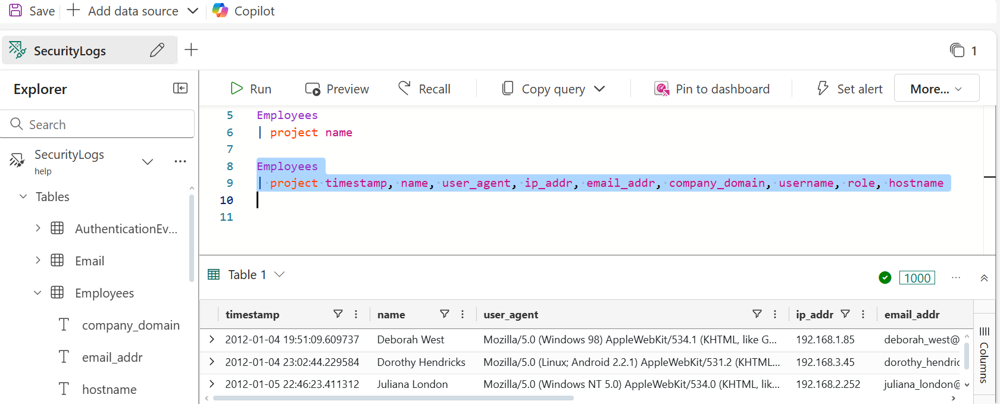 Save Add data source Copilot
SecurityLogs 1
Explorer
Run Preview Recall Copy query Pin to dashboard Set alert More...
Search
SecurityLogs
help
Tables
AuthenticationEv...
Email
Employees
company_domain
email_addr
hostname
5 Employees
6 | project name
7
8 Employees
9 | project timestamp, name, user_agent, ip_addr, email_addr, company_domain, username, role, hostname
10
11
Table 1 1000 ...
timestamp name user_agent ip_addr email_addr
2012-01-04 19:51:09.609737 Deborah West Mozilla/5.0 (Windows 98) AppleWebKit/534.1 (KHTML, like G... 192.168.1.85 deborah_west@
2012-01-04 23:02:44.229584 Dorothy Hendricks Mozilla/5.0 (Linux; Android 2.2.1) AppleWebKit/531.2 (KHTML... 192.168.3.45 dorothy_hendric
2012-01-05 22:46:23.411312 Juliana London Mozilla/5.0 (Windows NT 5.0) AppleWebKit/534.0 (KHTML, lik... 192.168.2.252 juliana_london@
Columns